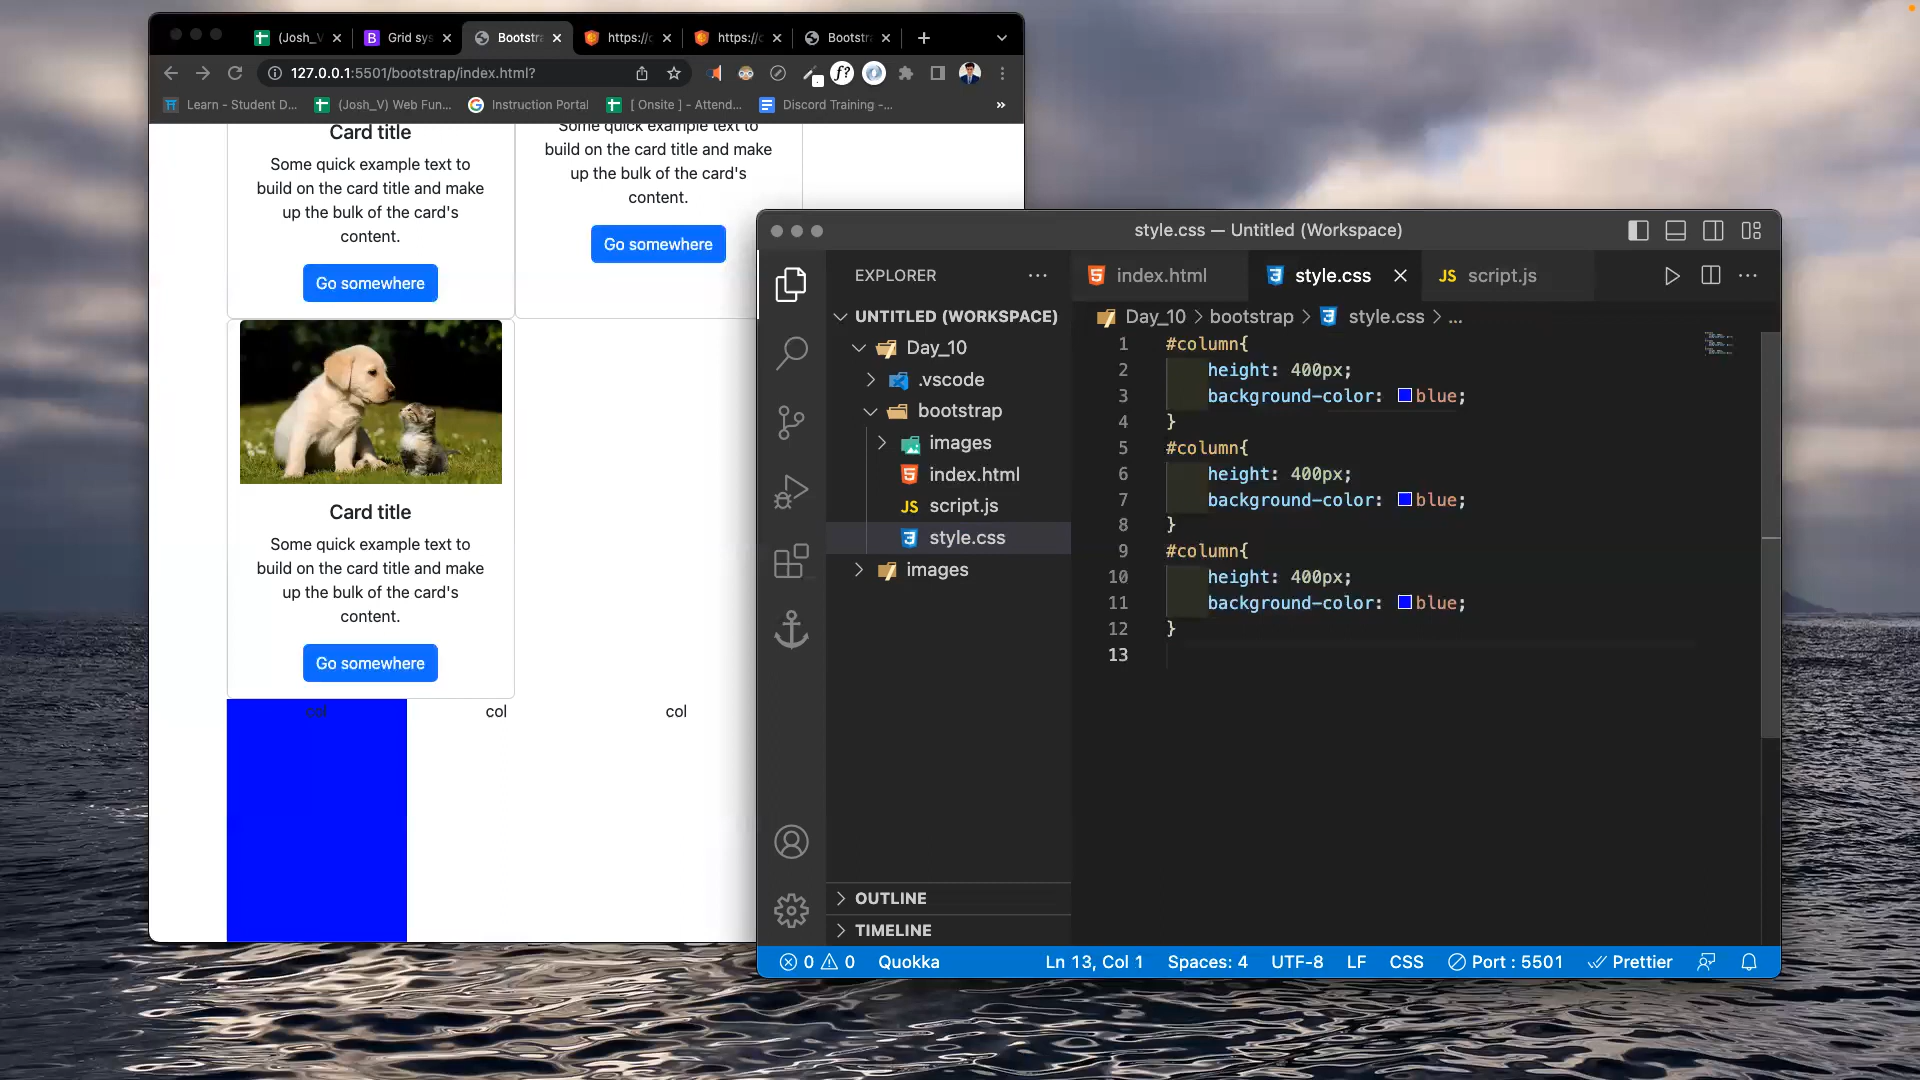 (Josh_V
Grid sys
Bootstra
https://c
https://c
Bootstra
127.0.0.1:5501/bootstrap/index.html?
Learn - Student D...
(Josh_V) Web Fun...
Instruction Portal
[ Onsite ] - Attend...
Discord Training -...
»
Card title
Some quick example text to
build on the card title and make
up the bulk of the card's
content.
Go somewhere
Some quick example text to
build on the card title and make
up the bulk of the card's
content.
Go somewhere
Card title
Some quick example text to
build on the card title and make
up the bulk of the card's
content.
Go somewhere
col
col
col
style.css — Untitled (Workspace)
EXPLORER
UNTITLED (WORKSPACE)
Day_10
.vscode
bootstrap
images
index.html
script.js
style.css
images
OUTLINE
TIMELINE
index.html
style.css
JS script.js
Day_10 > bootstrap > style.css > ...
1 #column{
2 height: 400px;
3 background-color: blue;
4 }
5 #column{
6 height: 400px;
7 background-color: blue;
8 }
9 #column{
10 height: 400px;
11 background-color: blue;
12 }
13
0 0 Quokka Ln 13, Col 1 Spaces: 4 UTF-8 LF CSS Port : 5501 Prettier